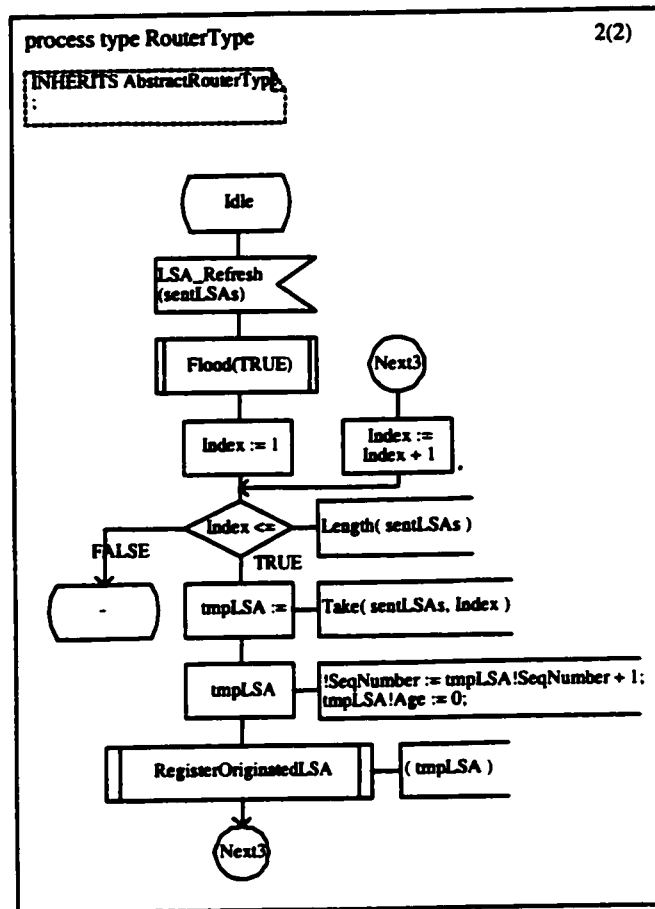 process type RouterType
2(2)
INHERITS AbstractRouterType
;
Idle
LSA_Refresh
(sentLSAs)
Flood(TRUE)
Next3
Index := 1
Index :=
Index + 1
Index <=
Length( sentLSAs )
FALSE
TRUE
-
tmpLSA :=
Take( sentLSAs, Index )
tmpLSA
!SeqNumber := tmpLSA!SeqNumber + 1;
tmpLSA!Age := 0;
RegisterOriginatedLSA
( tmpLSA )
Next3